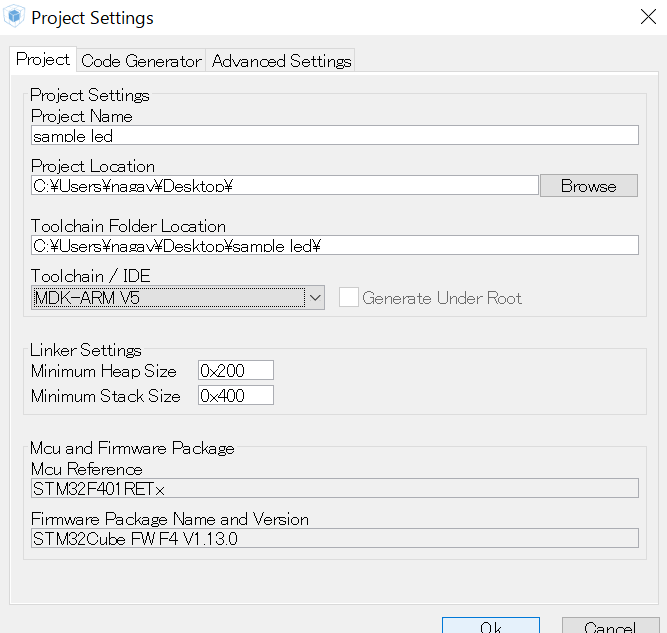 Project Settings
Project Code Generator Advanced Settings
Project Settings
Project Name
sample led
Project Location
C:¥Users¥nagay¥Desktop¥
Browse
Toolchain Folder Location
C:¥Users¥nagay¥Desktop¥sample led¥
Toolchain / IDE
MDK-ARM V5
Generate Under Root
Linker Settings
Minimum Heap Size 0x200
Minimum Stack Size 0x400
Mcu and Firmware Package
Mcu Reference
STM32F401RETx
Firmware Package Name and Version
STM32Cube FW F4 V1.13.0
Ok Cancel